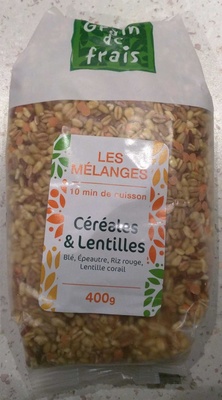 Grain
de
frais
LES
MÉLANGES
10 min de cuisson
Céréales
& Lentilles
Blé, Épeautre, Riz rouge,
Lentille corail
400g